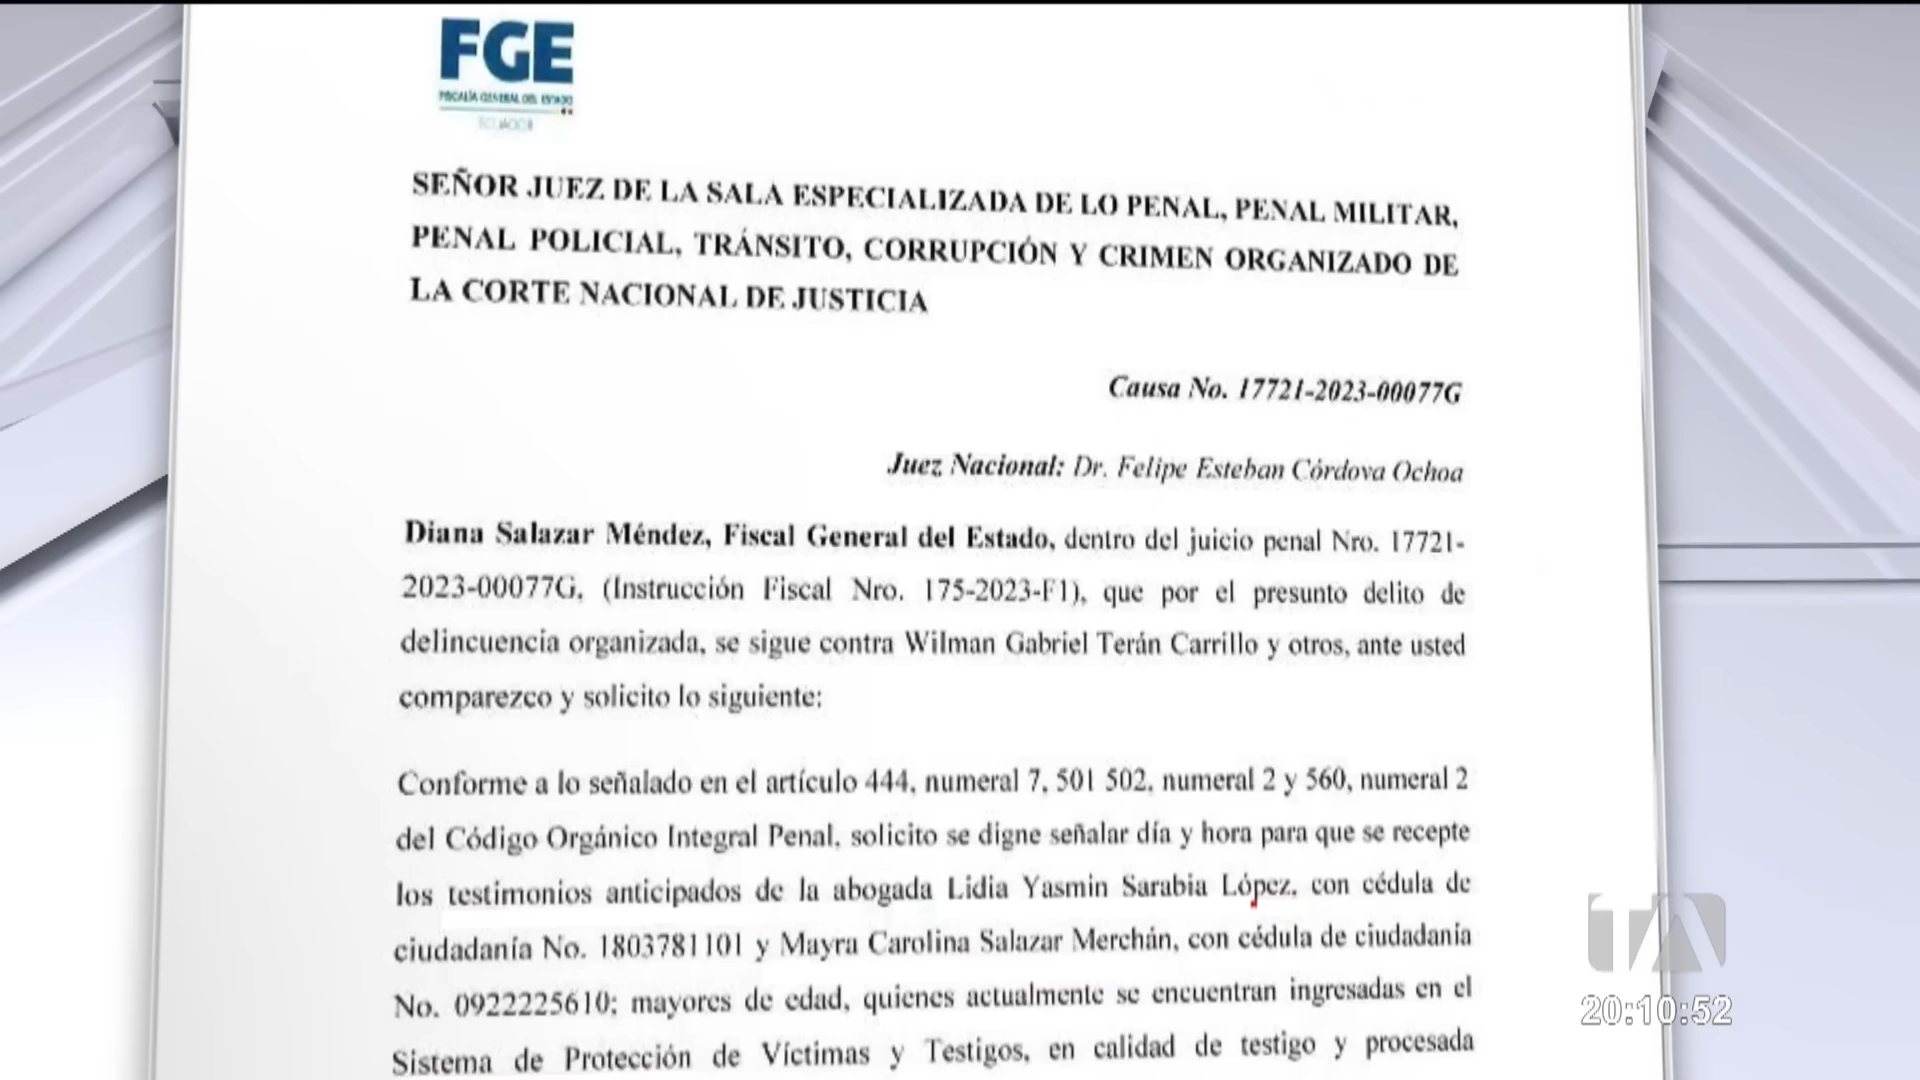 FGE
FISCALÍA GENERAL DEL ESTADO
ECUADOR
SEÑOR JUEZ DE LA SALA ESPECIALIZADA DE LO PENAL, PENAL MILITAR,
PENAL POLICIAL, TRÁNSITO, CORRUPCIÓN Y CRIMEN ORGANIZADO DE
LA CORTE NACIONAL DE JUSTICIA
Causa No. 17721-2023-00077G
Juez Nacional: Dr. Felipe Esteban Córdova Ochoa
Diana Salazar Méndez, Fiscal General del Estado, dentro del juicio penal Nro. 17721-
2023-00077G, (Instrucción Fiscal Nro. 175-2023-F1), que por el presunto delito de
delincuencia organizada, se sigue contra Wilman Gabriel Terán Carrillo y otros, ante usted
comparezco y solicito lo siguiente:
Conforme a lo señalado en el artículo 444, numeral 7, 501 502, numeral 2 y 560, numeral 2
del Código Orgánico Integral Penal, solicito se digne señalar día y hora para que se recepte
los testimonios anticipados de la abogada Lidia Yasmin Sarabia López, con cédula de
ciudadanía No. 1803781101 y Mayra Carolina Salazar Merchán, con cédula de ciudadanía
No. 0922225610; mayores de edad, quienes actualmente se encuentran ingresadas en el
Sistema de Protección de Víctimas y Testigos, en calidad de testigo y procesada
TA
20:10:52